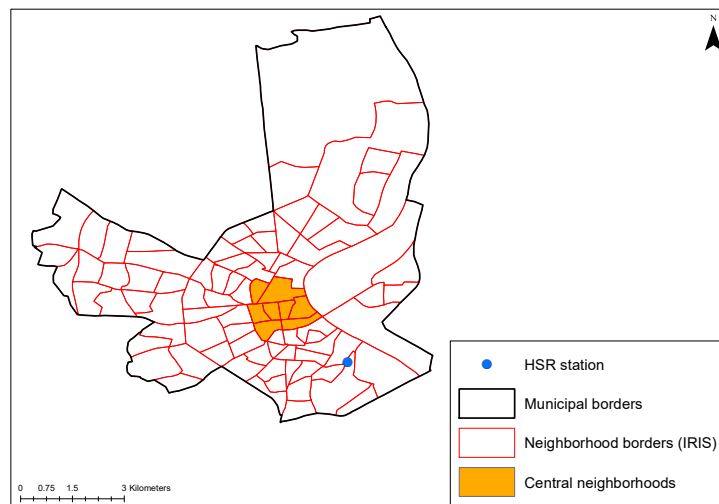 N
HSR station
Municipal borders
Neighborhood borders (IRIS)
Central neighborhoods
0 0.75 1.5 3 Kilometers